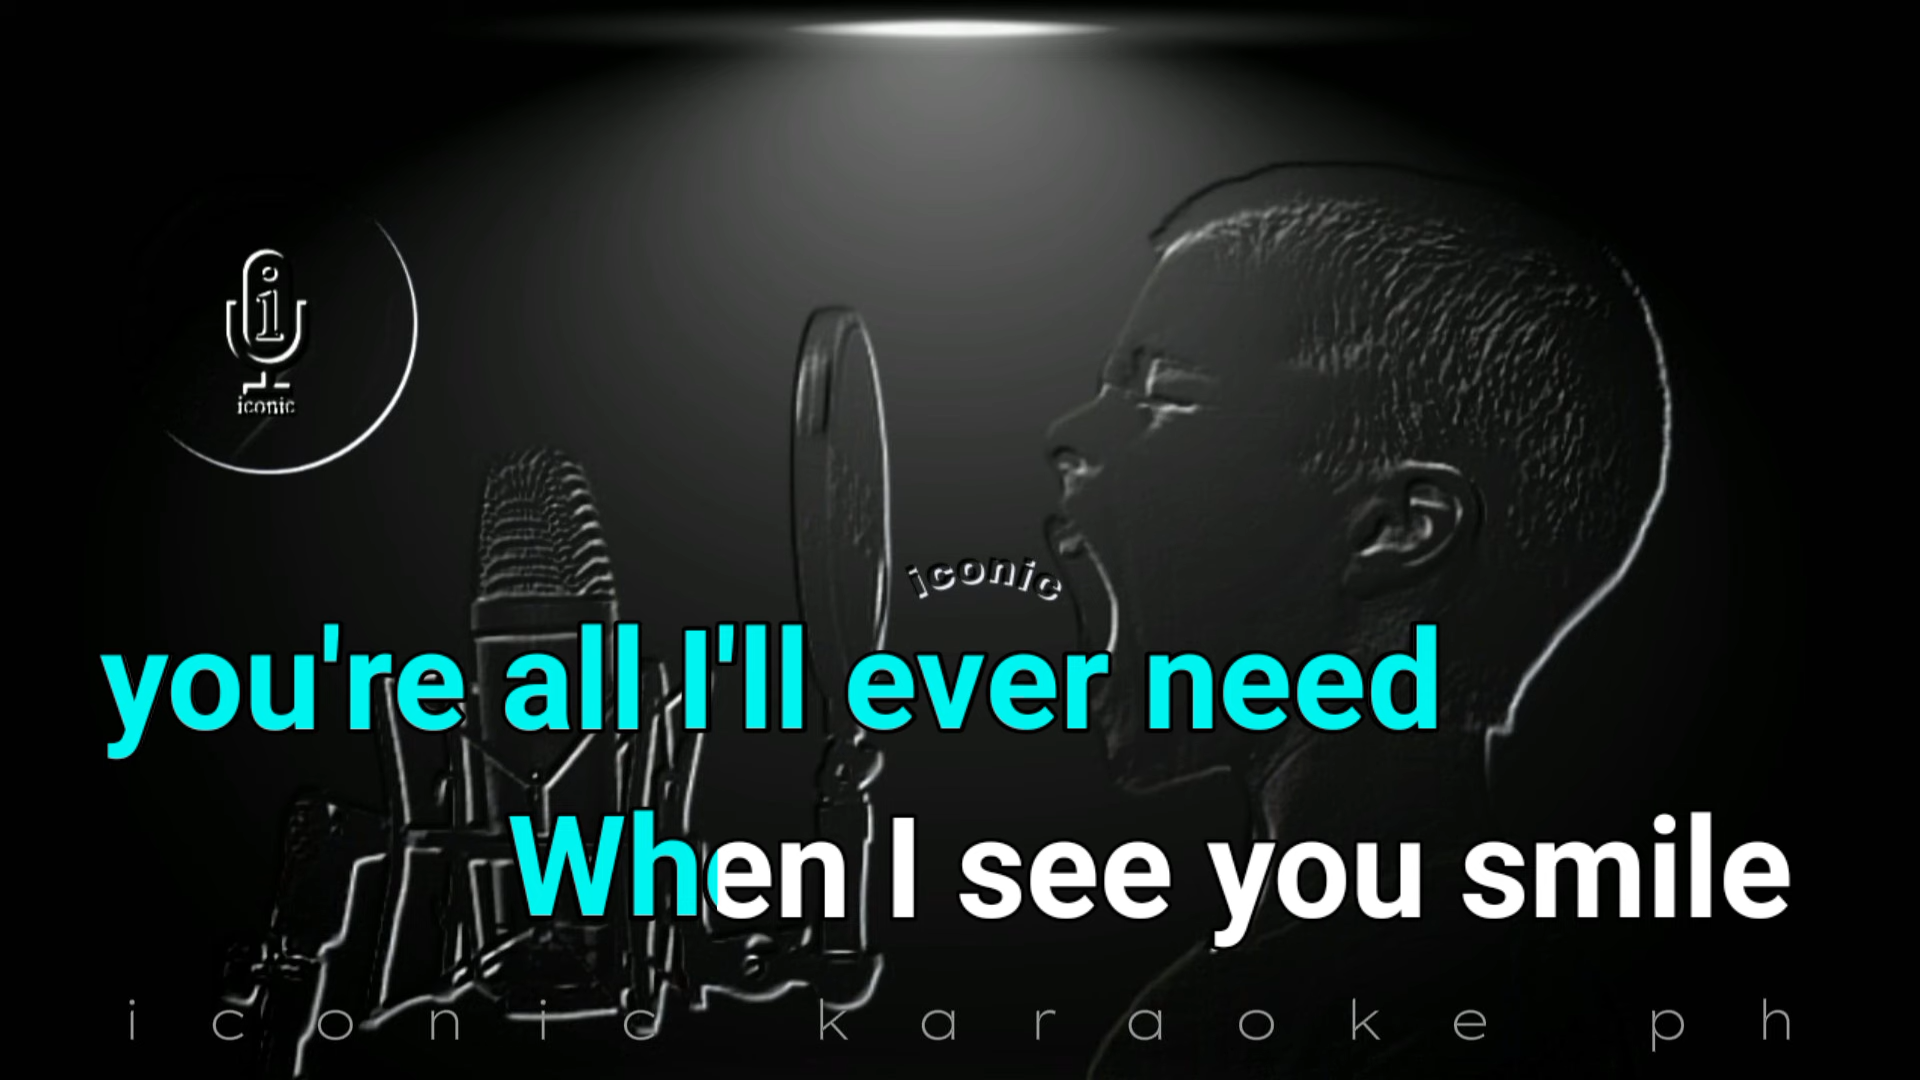 i
iconic
iconic
you're all I'll ever need
When I see you smile
iconic karaoke ph